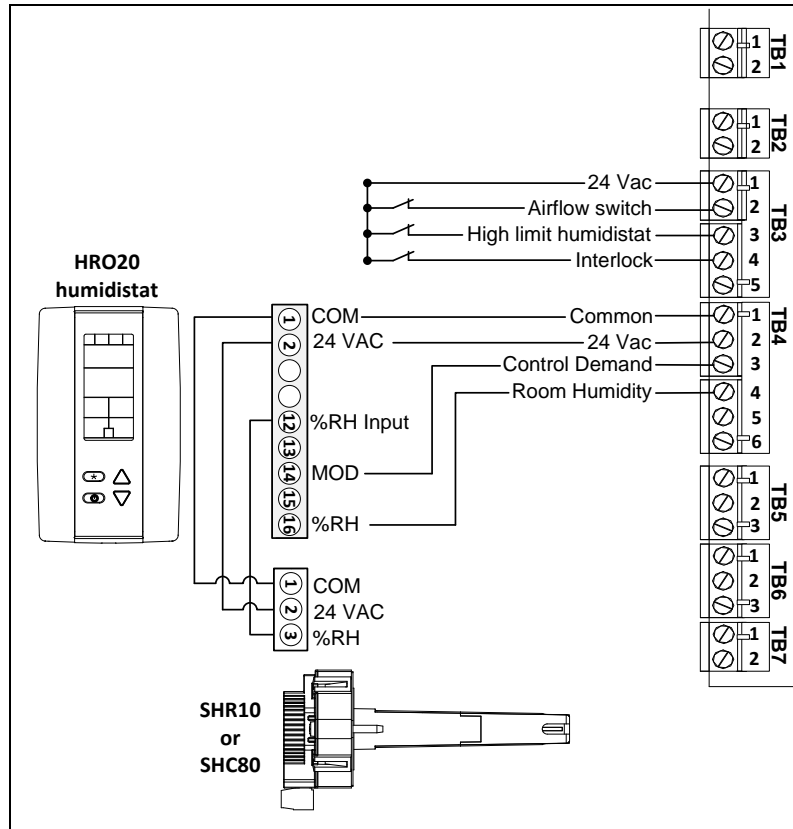 1 TB1
2
1 TB2
2
24 Vac 1 TB3
Airflow switch 2
High limit humidistat 3
Interlock 4
5
HRO20
humidistat
1 COM Common 1 TB4
2 24 VAC 24 Vac 2
Control Demand 3
Room Humidity 4
12 %RH Input 5
13 6
14 MOD
15
16 %RH
1 TB5
2
3
1 TB6
2
3
1 TB7
2
1 COM
2 24 VAC
3 %RH
SHR10
or
SHC80